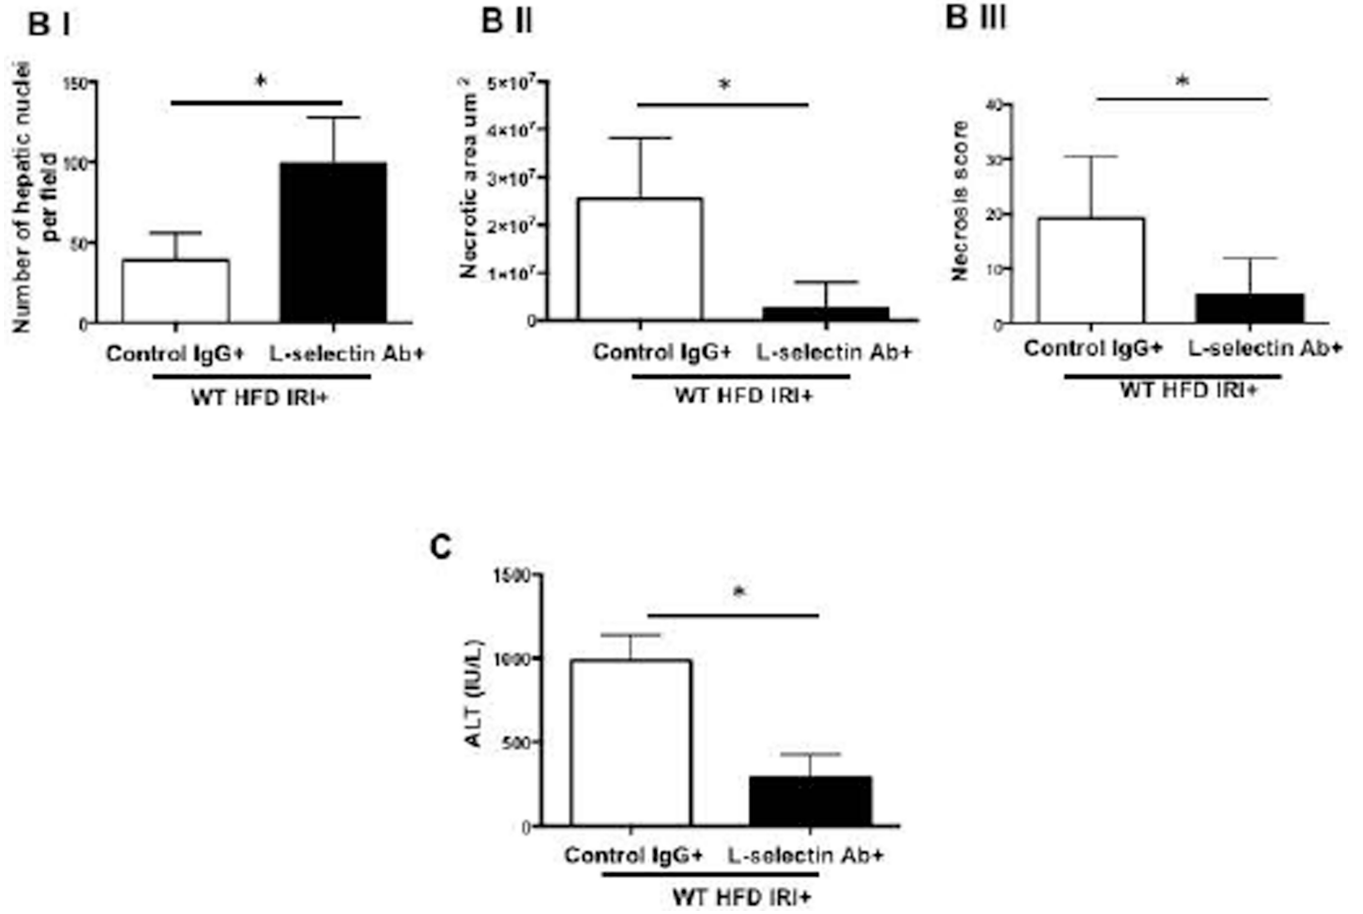 B I
Number of hepatic nuclei
per field
150
*
100
50
0
Control IgG+ L-selectin Ab+
WT HFD IRI+
B II
Necrotic area um 2
5×10⁷
4×10⁷
3×10⁷
2×10⁷
1×10⁷
0
*
Control IgG+ L-selectin Ab+
WT HFD IRI+
B III
Necrosis score
40
30
20
10
0
*
Control IgG+ L-selectin Ab+
WT HFD IRI+
C
ALT (IU/L)
1500
1000
500
0
*
Control IgG+ L-selectin Ab+
WT HFD IRI+